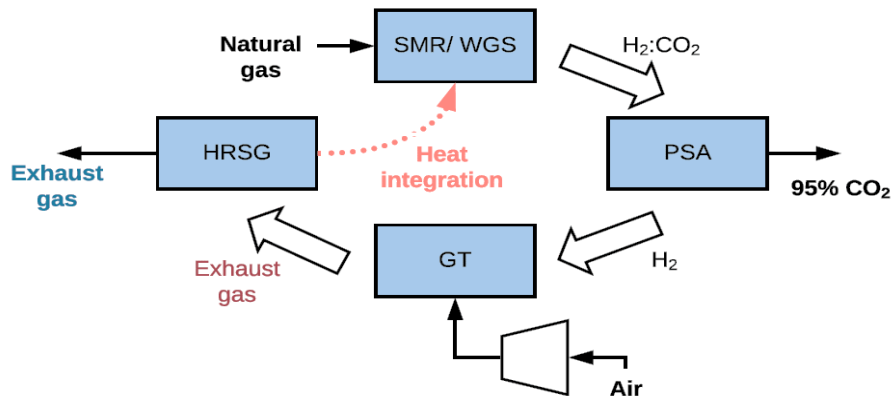 Natural
gas
SMR/ WGS
H₂:CO₂
HRSG
Heat
integration
PSA
Exhaust
gas
95% CO₂
Exhaust
gas
GT
H₂
Air